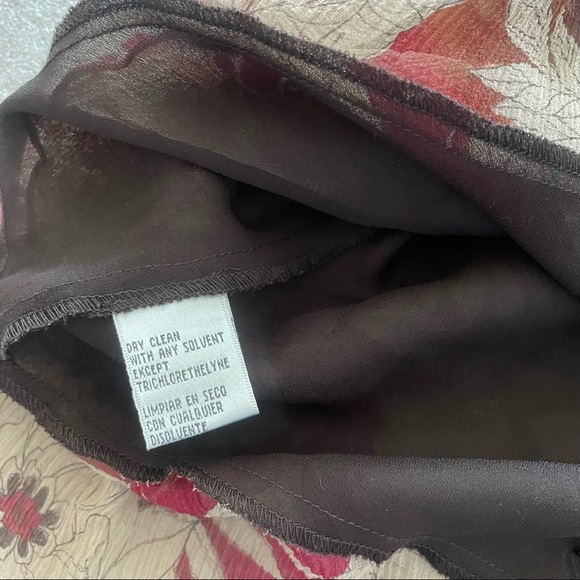 DRY CLEAN
WITH ANY SOLVENT
EXCEPT
TRICHLORETHELYNE
LIMPIAR EN SECO
CON CUALQUIER
DISOLVENTE